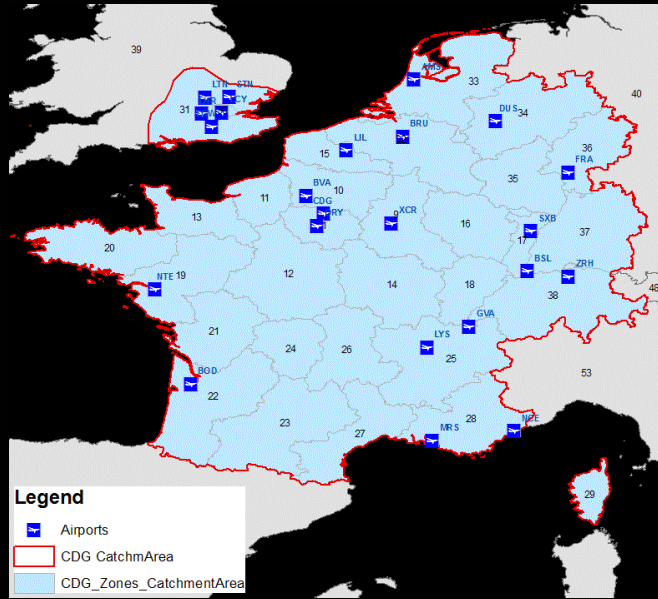 39
33
40
AMS
LTN STN
CY
31
DUS
34
BRU
36
LIL
15
FRA
35
BVA
10
11
CDG
XCR
9
13
RY
16
SXB
17
37
20
BSL
ZRH
12
19
NTE
14
18
38
48
GVA
21
LYS
24
26
25
53
BOD
22
28
NCE
23
MRS
27
29
Legend
Airports
CDG CatchmArea
CDG_Zones_CatchmentArea